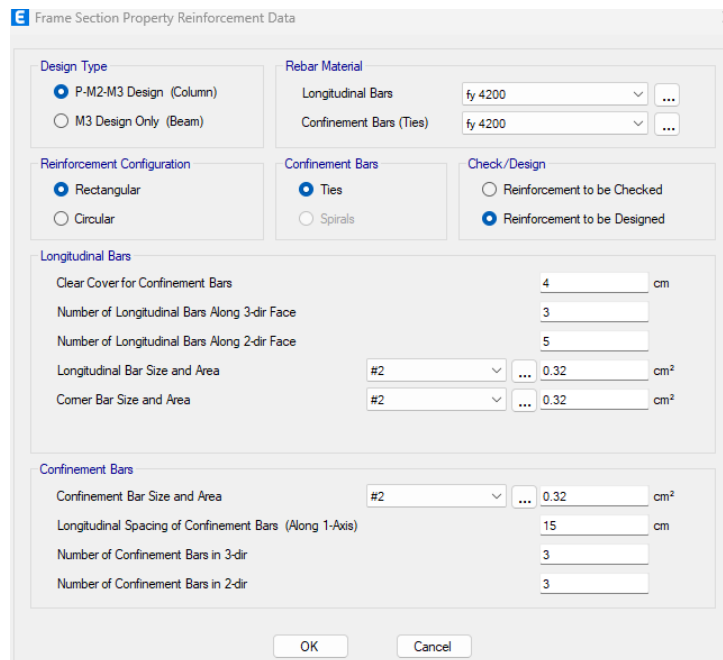 E Frame Section Property Reinforcement Data
Design Type
P-M2-M3 Design (Column)
M3 Design Only (Beam)
Rebar Material
Longitudinal Bars fy 4200 ...
Confinement Bars (Ties) fy 4200 ...
Reinforcement Configuration
Rectangular
Circular
Confinement Bars
Ties
Spirals
Check/Design
Reinforcement to be Checked
Reinforcement to be Designed
Longitudinal Bars
Clear Cover for Confinement Bars 4 cm
Number of Longitudinal Bars Along 3-dir Face 3
Number of Longitudinal Bars Along 2-dir Face 5
Longitudinal Bar Size and Area #2 ... 0.32 cm²
Corner Bar Size and Area #2 ... 0.32 cm²
Confinement Bars
Confinement Bar Size and Area #2 ... 0.32 cm²
Longitudinal Spacing of Confinement Bars (Along 1-Axis) 15 cm
Number of Confinement Bars in 3-dir 3
Number of Confinement Bars in 2-dir 3
OK Cancel